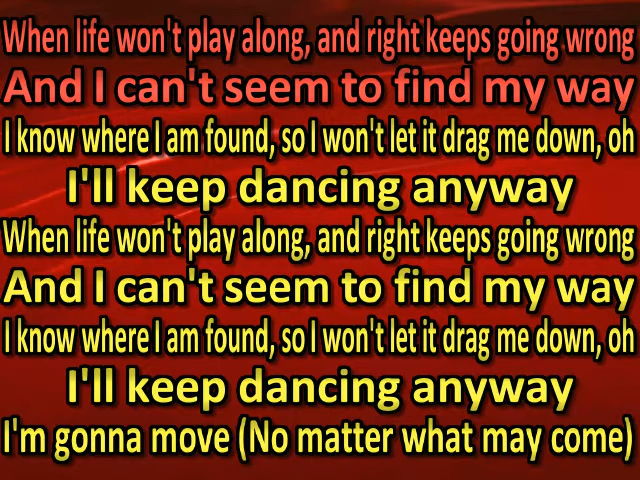 When life won't play along, and right keeps going wrong
And I can't seem to find my way
I know where I am found, so I won't let it drag me down, oh
I'll keep dancing anyway
When life won't play along, and right keeps going wrong
And I can't seem to find my way
I know where I am found, so I won't let it drag me down, oh
I'll keep dancing anyway
I'm gonna move (No matter what may come)